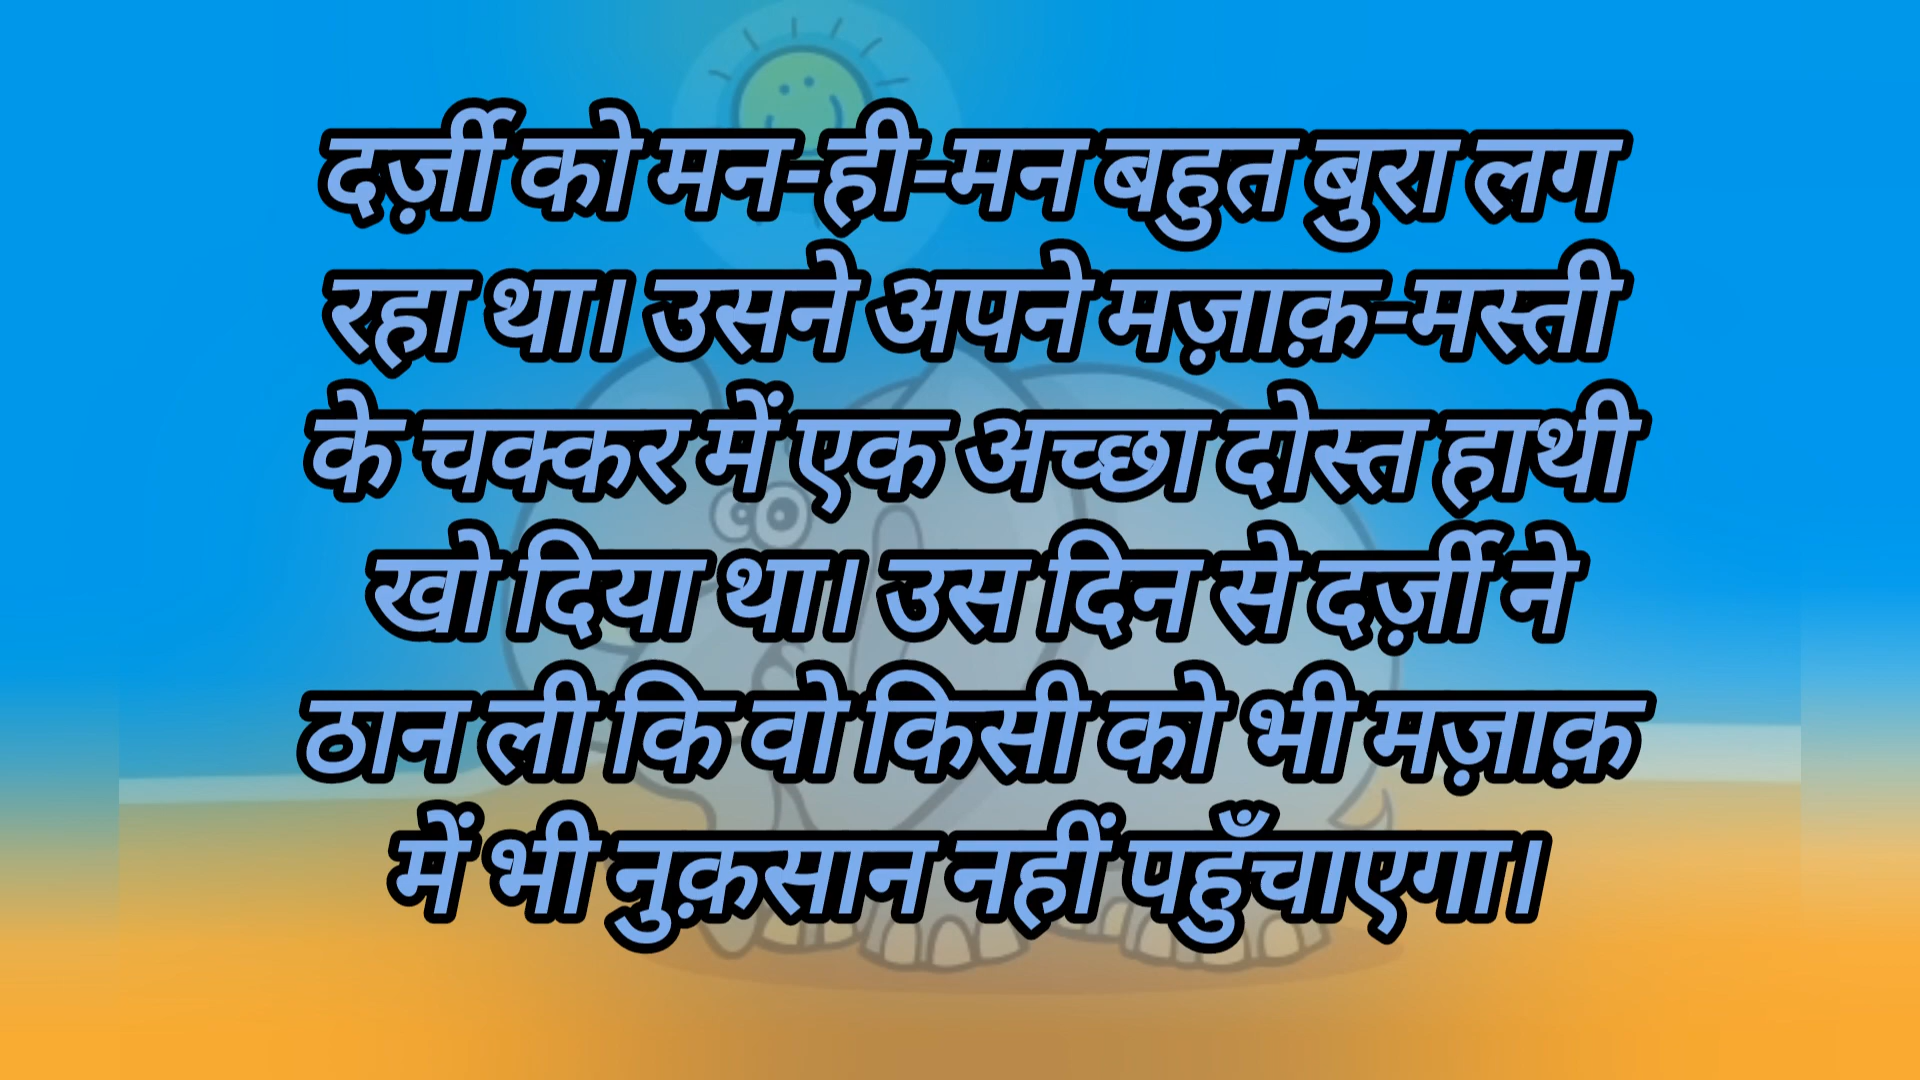 दर्ज़ी को मन-ही-मन बहुत बुरा लग
रहा था। उसने अपने मज़ाक़-मस्ती
के चक्कर में एक अच्छा दोस्त हाथी
खो दिया था। उस दिन से दर्ज़ी ने
ठान ली कि वो किसी को भी मज़ाक़
में भी नुक़सान नहीं पहुँचाएगा।